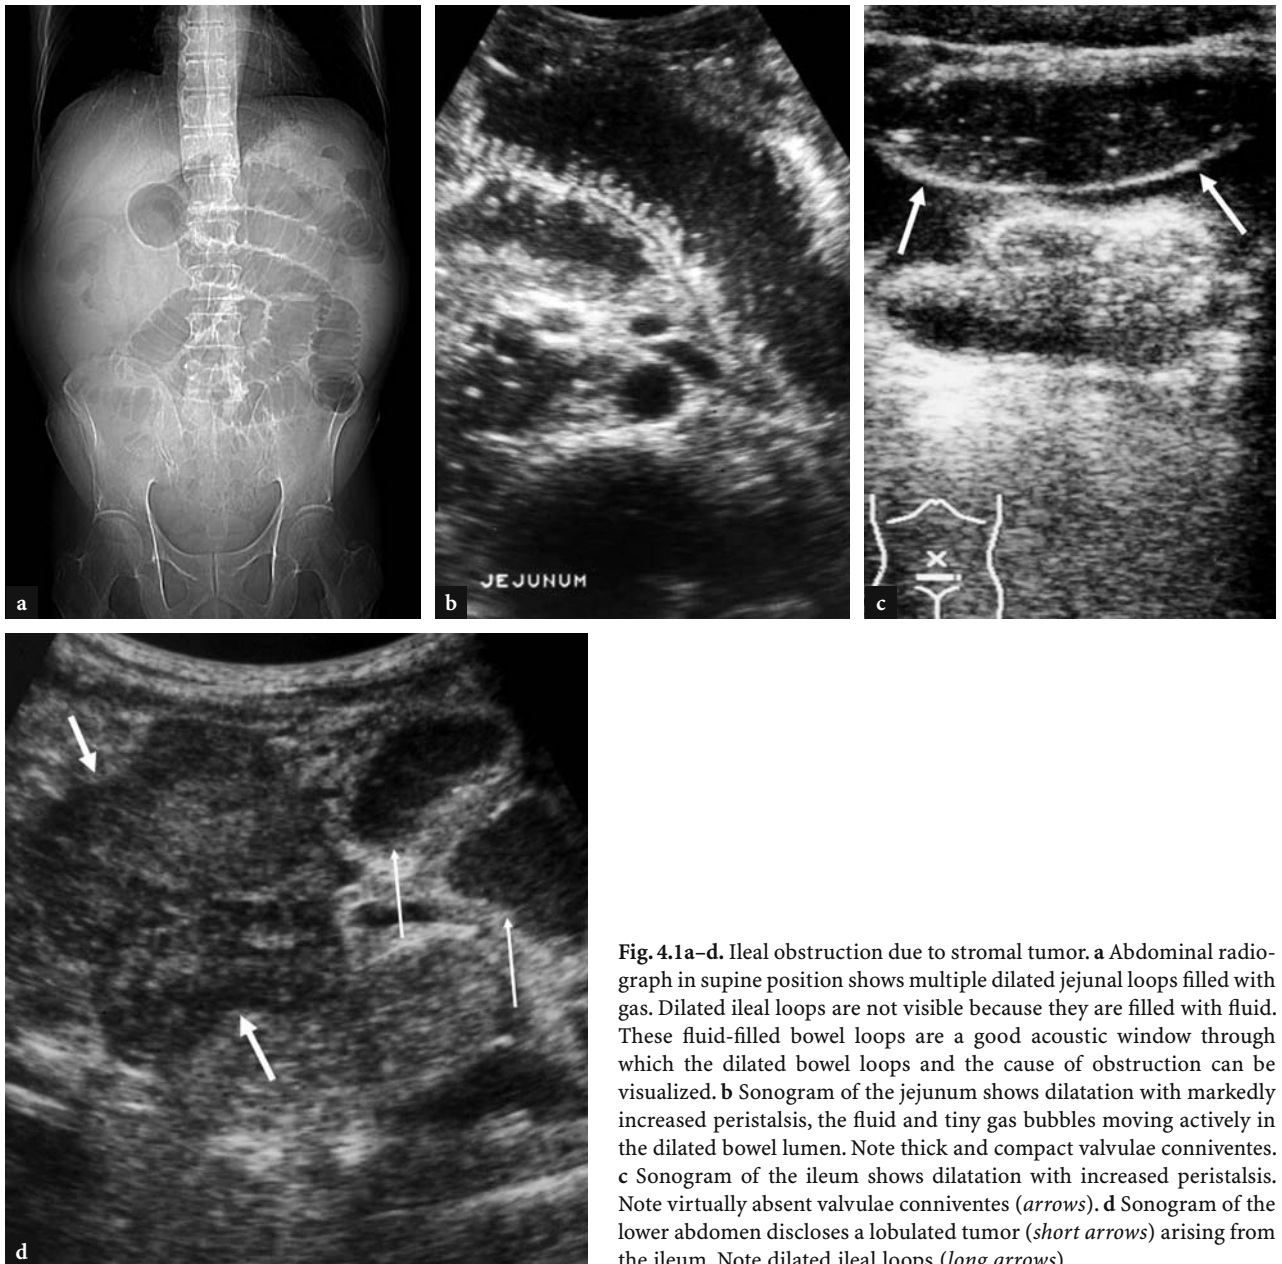 a
b
JEJUNUM
c
x
d
Fig. 4.1a–d. Ileal obstruction due to stromal tumor. a Abdominal radio-
graph in supine position shows multiple dilated jejunal loops filled with
gas. Dilated ileal loops are not visible because they are filled with fluid.
These fluid-filled bowel loops are a good acoustic window through
which the dilated bowel loops and the cause of obstruction can be
visualized. b Sonogram of the jejunum shows dilatation with markedly
increased peristalsis, the fluid and tiny gas bubbles moving actively in
the dilated bowel lumen. Note thick and compact valvulae conniventes.
c Sonogram of the ileum shows dilatation with increased peristalsis.
Note virtually absent valvulae conniventes (arrows). d Sonogram of the
lower abdomen discloses a lobulated tumor (short arrows) arising from
the ileum. Note dilated ileal loops (long arrows)